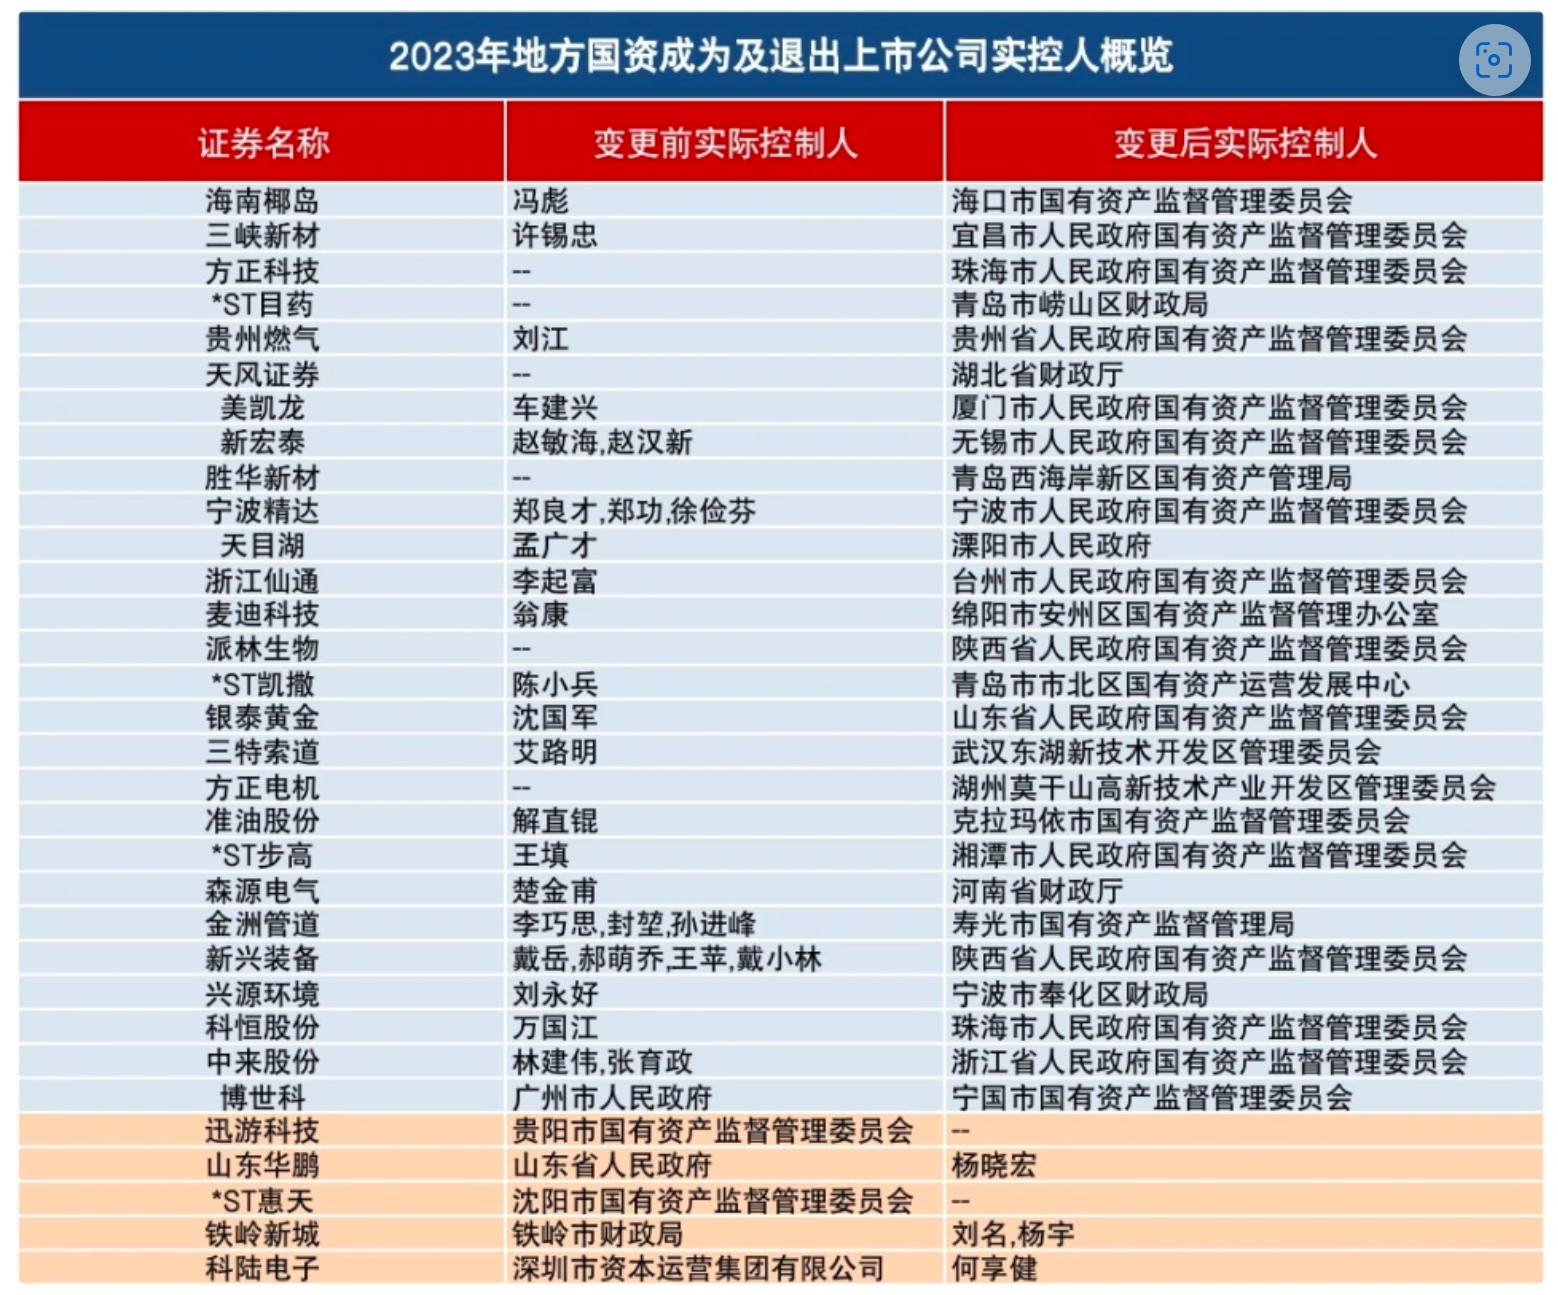 2023年地方国资成为及退出上市公司实控人概览
证券名称 变更前实际控制人 变更后实际控制人
海南椰岛 冯彪 海口市国有资产监督管理委员会
三峡新材 许锡忠 宜昌市人民政府国有资产监督管理委员会
方正科技 -- 珠海市人民政府国有资产监督管理委员会
*ST目药 -- 青岛市崂山区财政局
贵州燃气 刘江 贵州省人民政府国有资产监督管理委员会
天风证券 -- 湖北省财政厅
美凯龙 车建兴 厦门市人民政府国有资产监督管理委员会
新宏泰 赵敏海,赵汉新 无锡市人民政府国有资产监督管理委员会
胜华新材 -- 青岛西海岸新区国有资产管理局
宁波精达 郑良才,郑功,徐俭芬 宁波市人民政府国有资产监督管理委员会
天目湖 孟广才 溧阳市人民政府
浙江仙通 李起富 台州市人民政府国有资产监督管理委员会
麦迪科技 翁康 绵阳市安州区国有资产监督管理办公室
派林生物 -- 陕西省人民政府国有资产监督管理委员会
*ST凯撒 陈小兵 青岛市市北区国有资产运营发展中心
银泰黄金 沈国军 山东省人民政府国有资产监督管理委员会
三特索道 艾路明 武汉东湖新技术开发区管理委员会
方正电机 -- 湖州莫干山高新技术产业开发区管理委员会
准油股份 解直锟 克拉玛依市国有资产监督管理委员会
*ST步高 王填 湘潭市人民政府国有资产监督管理委员会
森源电气 楚金甫 河南省财政厅
金洲管道 李巧思,封堃,孙进峰 寿光市国有资产监督管理局
新兴装备 戴岳,郝萌乔,王苹,戴小林 陕西省人民政府国有资产监督管理委员会
兴源环境 刘永好 宁波市奉化区财政局
科恒股份 万国江 珠海市人民政府国有资产监督管理委员会
中来股份 林建伟,张育政 浙江省人民政府国有资产监督管理委员会
博世科 广州市人民政府 宁国市国有资产监督管理委员会
迅游科技 贵阳市国有资产监督管理委员会 --
山东华鹏 山东省人民政府 杨晓宏
*ST惠天 沈阳市国有资产监督管理委员会 --
铁岭新城 铁岭市财政局 刘名,杨宇
科陆电子 深圳市资本运营集团有限公司 何享健